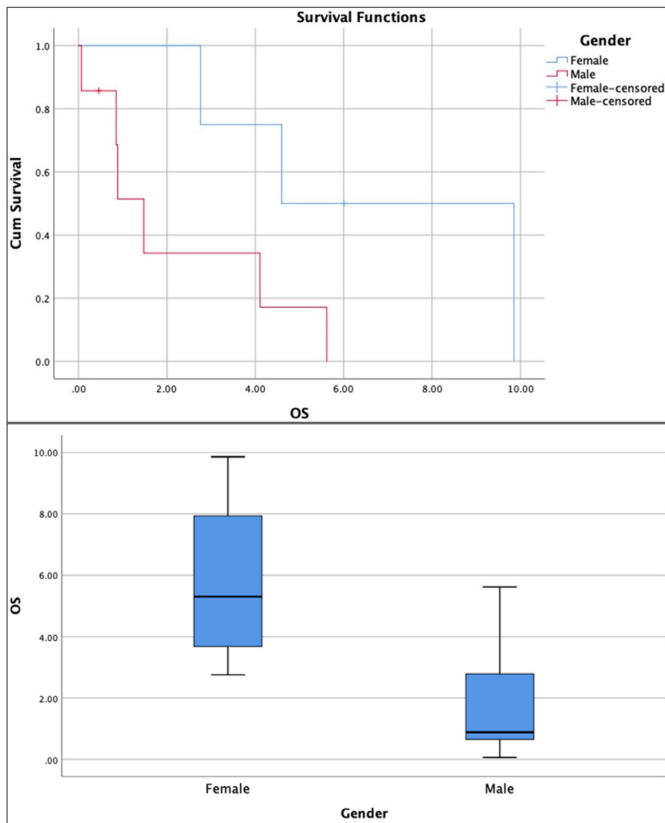 Survival Functions
Gender
Female
Male
Female-censored
Male-censored
Cum Survival
1.0
0.8
0.6
0.4
0.2
0.0
.00 2.00 4.00 6.00 8.00 10.00
OS
OS
10.00
8.00
6.00
4.00
2.00
.00
Female Male
Gender